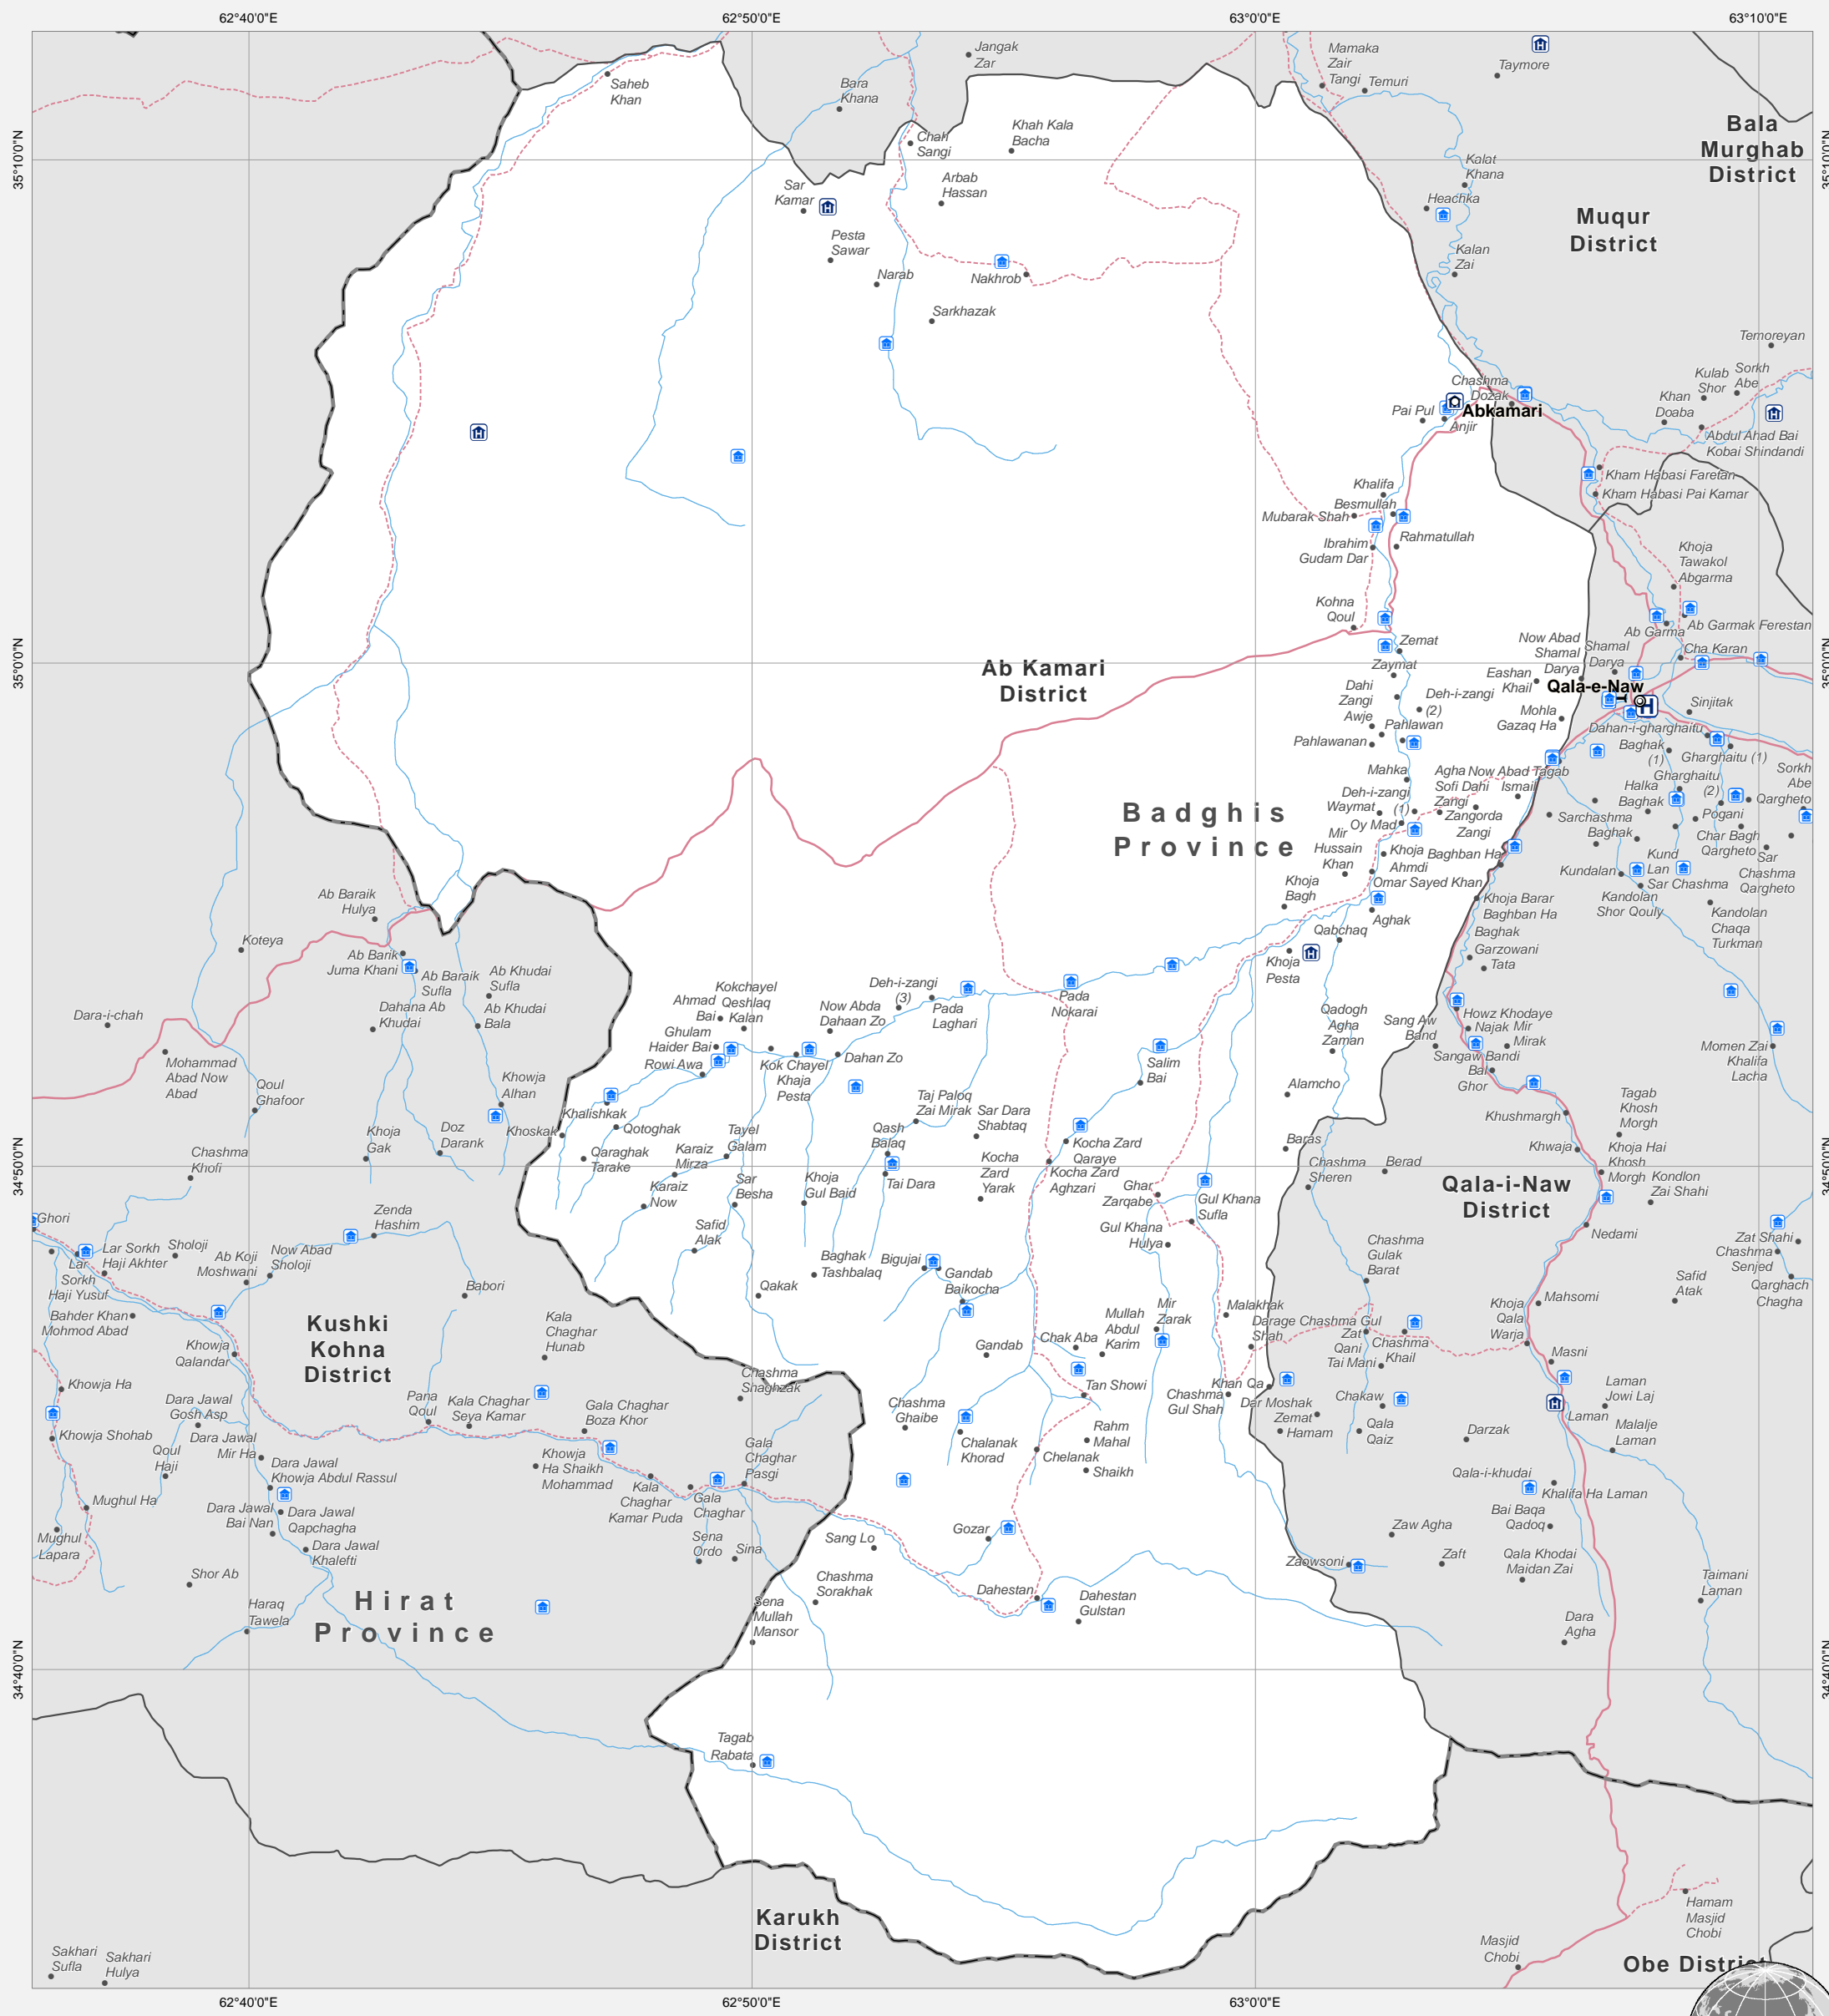 62°40'0"E
62°50'0"E
63°0'0"E
63°10'0"E
Jangak
Zar
Mamaka
Zair
Tangi
Temuri
Taymore
Saheb
Khan
Bara
Khana
Bala
Murghab
District
Khah Kala
Bacha
Chah
Sangi
35°10'0"N
35°10'0"N
Kalat
Khana
Sar
Kamar
Arbab
Hassan
Heachka
Muqur
District
Pesta
Sawar
Kalan
Zai
Narab
Nakhrob
Sarkhazak
Temoreyan
Chashma
Dozak
Kulab
Shor
Sorkh
Abe
Khan
Doaba
Pai Pul
Abkamari
Anjir
Abdul Ahad Bai
Kobai Shindandi
Kham Habasi Faretan
Kham Habasi Pai Kamar
Khalifa
Besmullah
Mubarak Shah
Ibrahim
Gudam Dar
Rahmatullah
Khoja
Tawakol
Abgarma
Kohna
Qoul
Ab Garmak Ferestan
Ab Garma
Zemat
Now Abad
Shamal
Darya
Shamal
Darya
Cha Karan
35°0'0"N
35°0'0"N
Ab Kamari
District
Zaymat
Eashan
Khail
Qala-e-Naw
H
Dahi
Zangi
Awje
Deh-i-zangi
(2)
Mohla
Gazaq Ha
Sinjitak
Pahlawan
Pahlawanan
Dahan-i-gharghaitu
Baghak
(1)
Gharghaitu (1)
Mahka
Agha
Sofi Dahi
Zangi
Now Abad Tagab
Ismail
Gharghaitu
(2)
Sorkh
Abe
Qargheto
Deh-i-zangi
(1)
Waymat
Halka
Baghak
Badghis
Province
Oy Mad
Zangorda
Zangi
Sarchashma
Baghak
Pogani
Char Bagh
Qargheto
Mir
Hussain
Khan
Khoja
Ahmdi
Baghban Ha
Kund
Lan
Sar
Chashma
Qargheto
Kundalan
Sar Chashma
Omar Sayed Khan
Khoja
Bagh
Khoja Barar
Baghban Ha
Kandolan
Shor Qouly
Kandolan
Chaqa
Turkman
Aghak
Qabchaq
Baghak
Garzowani
Tata
Ab Baraik
Hulya
Koteya
Ab Barik
Juma Khani
Ab Baraik
Sufla
Ab Khudai
Sufla
Khoja
Pesta
Dahana Ab
Khudai
Ab Khudai
Bala
Kokchayel
Qeshlaq
Kalan
Ahmad
Bai
Deh-i-zangi
(3)
Now Abda
Dahaan Zo
Pada
Laghari
Pada
Nokarai
Qadogh
Agha
Zaman
Howz Khodaye
Sang Aw
Band
Najak
Mir
Mirak
Dara-i-chah
Ghulam
Haider Bai
Rowi Awa
Dahan Zo
Kok Chayel
Khaja
Pesta
Salim
Bai
Sangaw Bandi
Bai
Ghor
Momen Zai
Khalifa
Lacha
Mohammad
Abad Now
Abad
Qoul
Ghafoor
Khowja
Alhan
Alamcho
Khalishkak
Taj Paloq
Zai Mirak
Sar Dara
Shabtaq
Khushmargh
Tagab
Khosh
Morgh
Khoskak
Qotoghak
Khoja
Gak
Doz
Darank
Tayel
Galam
Qash
Balaq
Kocha Zard
Qaraye
Baras
Khwaja
Khoja Hai
Khosh
Morgh
Chashma
Kholi
Qaraghak
Tarake
Karaiz
Mirza
Kocha
Zard
Yarak
Kocha Zard
Aghzari
Chashma
Sheren
Berad
34°50'0"N
34°50'0"N
Tai Dara
Kondlon
Zai Shahi
Karaiz
Now
Sar
Besha
Khoja
Gul Baid
Ghar
Zarqabe
Gul Khana
Sufla
Qala-i-Naw
District
Ghori
Zenda
Hashim
Safid
Alak
Gul Khana
Hulya
Nedami
Zat Shahi
Lar Sorkh
Haji Akhter
Sholoji
Ab Koji
Moshwani
Now Abad
Sholoji
Baghak
Tashbalaq
Bigujai
Chashma
Gulak
Barat
Chashma
Senjed
Lar
Sorkh
Haji Yusuf
Babori
Qakak
Gandab
Baikocha
Safid
Atak
Qarghach
Chagha
Bahder Khan
Mohmod Abad
Kushki
Kohna
District
Kala
Chaghar
Hunab
Mullah
Abdul
Karim
Mir
Zarak
Malakhak
Khoja
Qala
Warja
Mahsomi
Darage
Shah
Chashma Gul
Zat
Qani
Tai Mani
Khowja
Qalandar
Gandab
Chak Aba
Chashma
Khail
Masni
Khowja Ha
Chashma
Shaghzak
Tan Showi
Khan Qa
Chashma
Gul Shah
Dar Moshak
Zemat
Hamam
Chakaw
Laman
Jowi Laj
Dara Jawal
Gosh Asp
Pana
Qoul
Kala Chaghar
Seya Kamar
Gala Chaghar
Boza Khor
Chashma
Ghaibe
Laman
Khowja Shohab
Dara Jawal
Mir Ha
Rahm
Mahal
Qala
Qaiz
Darzak
Malalje
Laman
Qoul
Haji
Dara Jawal
Khowja Abdul Rassul
Khowja
Ha Shaikh
Mohammad
Gala
Chaghar
Pasgi
Chalanak
Khorad
Chelanak
Shaikh
Qala-i-khudai
Khalifa Ha Laman
Mughul Ha
Dara Jawal
Bai Nan
Dara Jawal
Qapchagha
Kala
Chaghar
Kamar Puda
Gala
Chaghar
Bai Baqa
Qadoq
Mughul
Lapara
Dara Jawal
Khalefti
Sena
Ordo
Sina
Sang Lo
Gozar
Zaw Agha
Zaft
Zaowsoni
Qala Khodai
Maidan Zai
Shor Ab
Chashma
Sorakhak
Dahestan
Dahestan
Gulstan
Taimani
Laman
Hirat
Province
Haraq
Tawela
Sena
Mullah
Mansor
Dara
Agha
34°40'0"N
34°40'0"N
Tagab
Rabata
Karukh
District
Hamam
Masjid
Chobi
Masjid
Chobi
Obe District
Sakhari
Sufla
Sakhari
Hulya
62°40'0"E
62°50'0"E
63°0'0"E
63°10'0"E